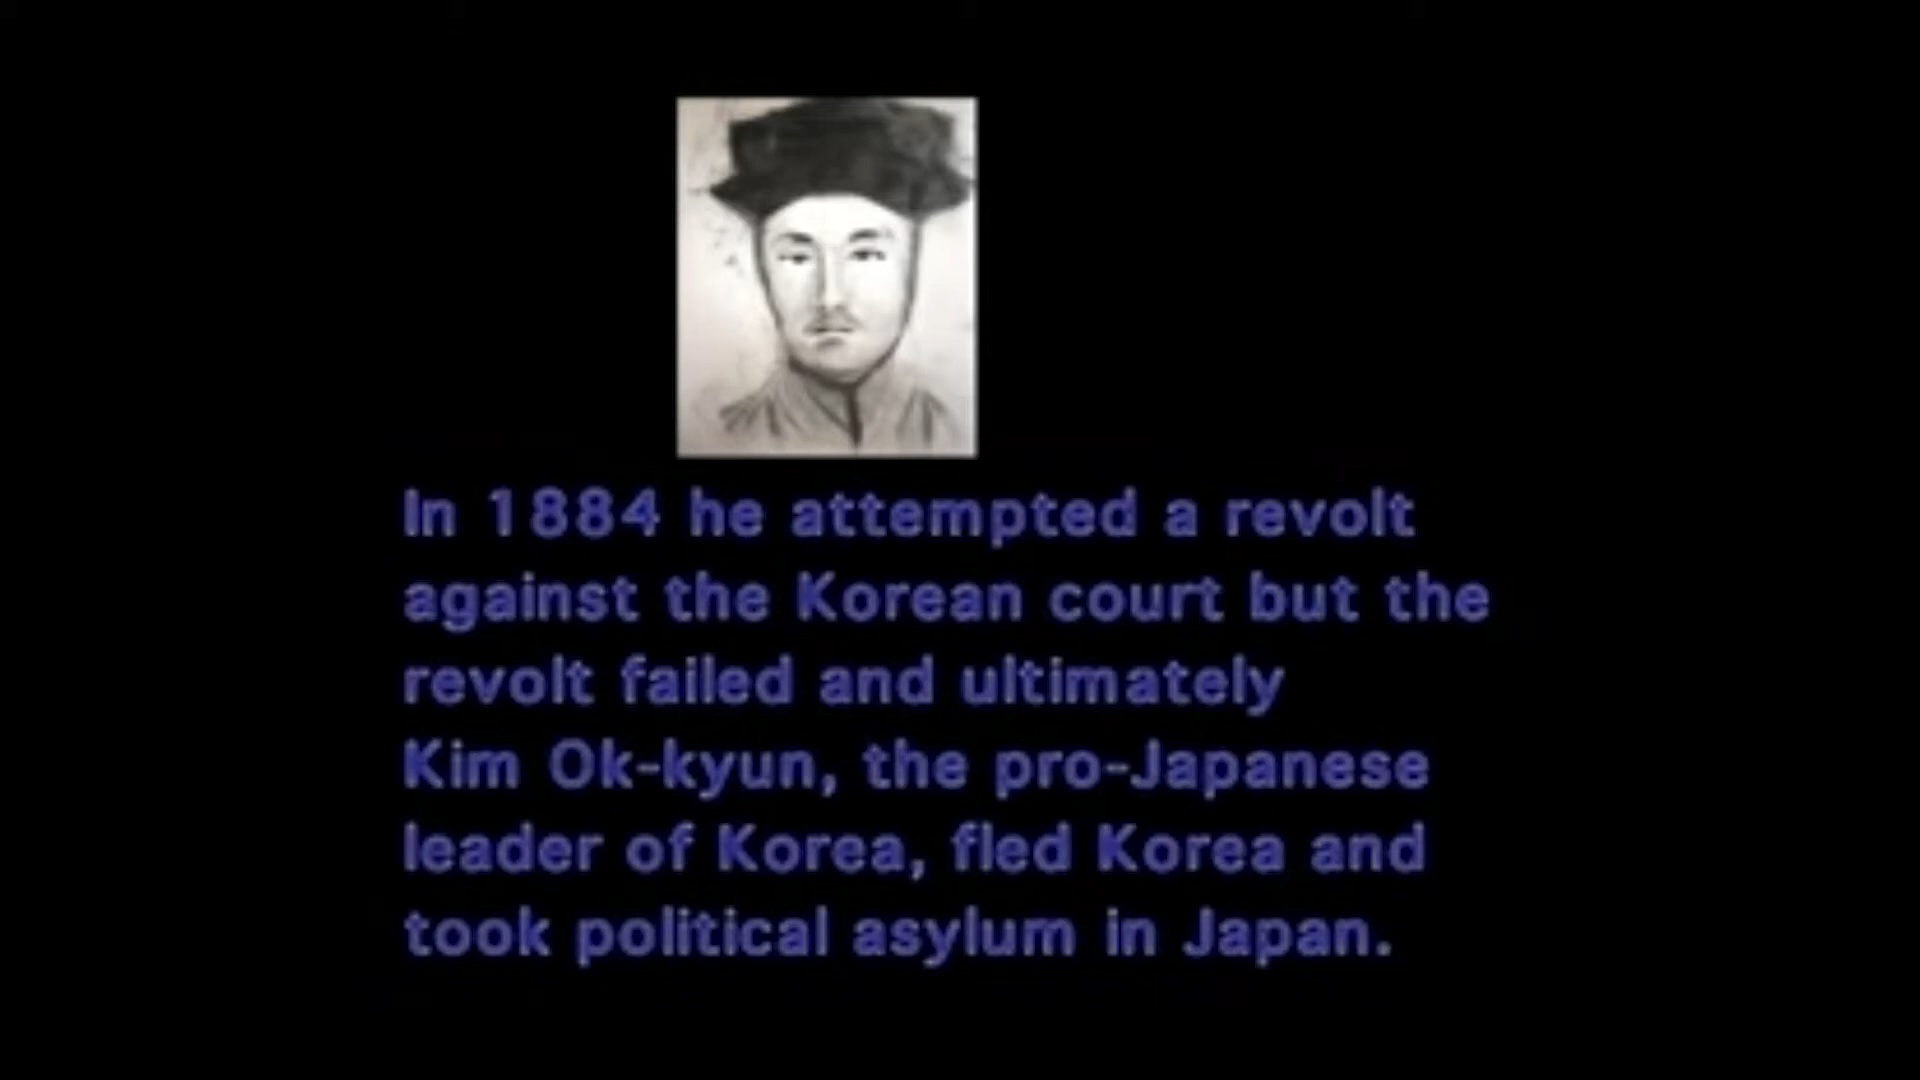 In 1884 he attempted a revolt
against the Korean court but the
revolt failed and ultimately
Kim Ok-kyun, the pro-Japanese
leader of Korea, fled Korea and
took political asylum in Japan.